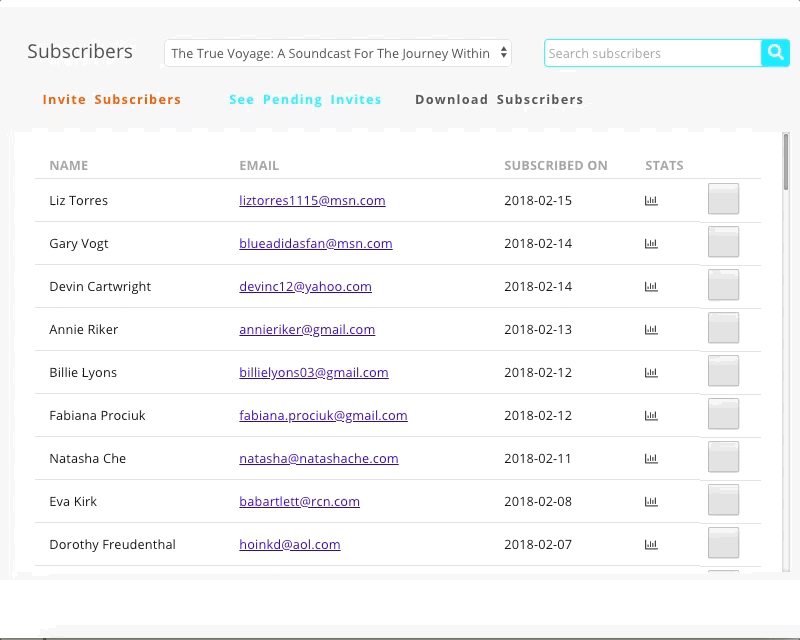 Subscribers The True Voyage: A Soundcast For The Journey Within Search subscribers
Invite Subscribers See Pending Invites Download Subscribers
NAME EMAIL SUBSCRIBED ON STATS
Liz Torres liztorres1115@msn.com 2018-02-15
Gary Vogt blueadidasfan@msn.com 2018-02-14
Devin Cartwright devinc12@yahoo.com 2018-02-14
Annie Riker annieriker@gmail.com 2018-02-13
Billie Lyons billielyons03@gmail.com 2018-02-12
Fabiana Prociuk fabiana.prociuk@gmail.com 2018-02-12
Natasha Che natasha@natashache.com 2018-02-11
Eva Kirk babartlett@rcn.com 2018-02-08
Dorothy Freudenthal hoinkd@aol.com 2018-02-07